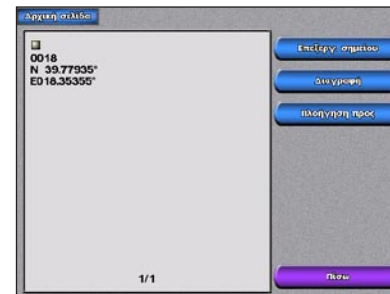 Αρχική σελίδα
0018
N 39.77935°
E018.35355°
1/1
Επεξεργ. σημείου
Διαγραφή
Πλοήγηση προς
Πίσω